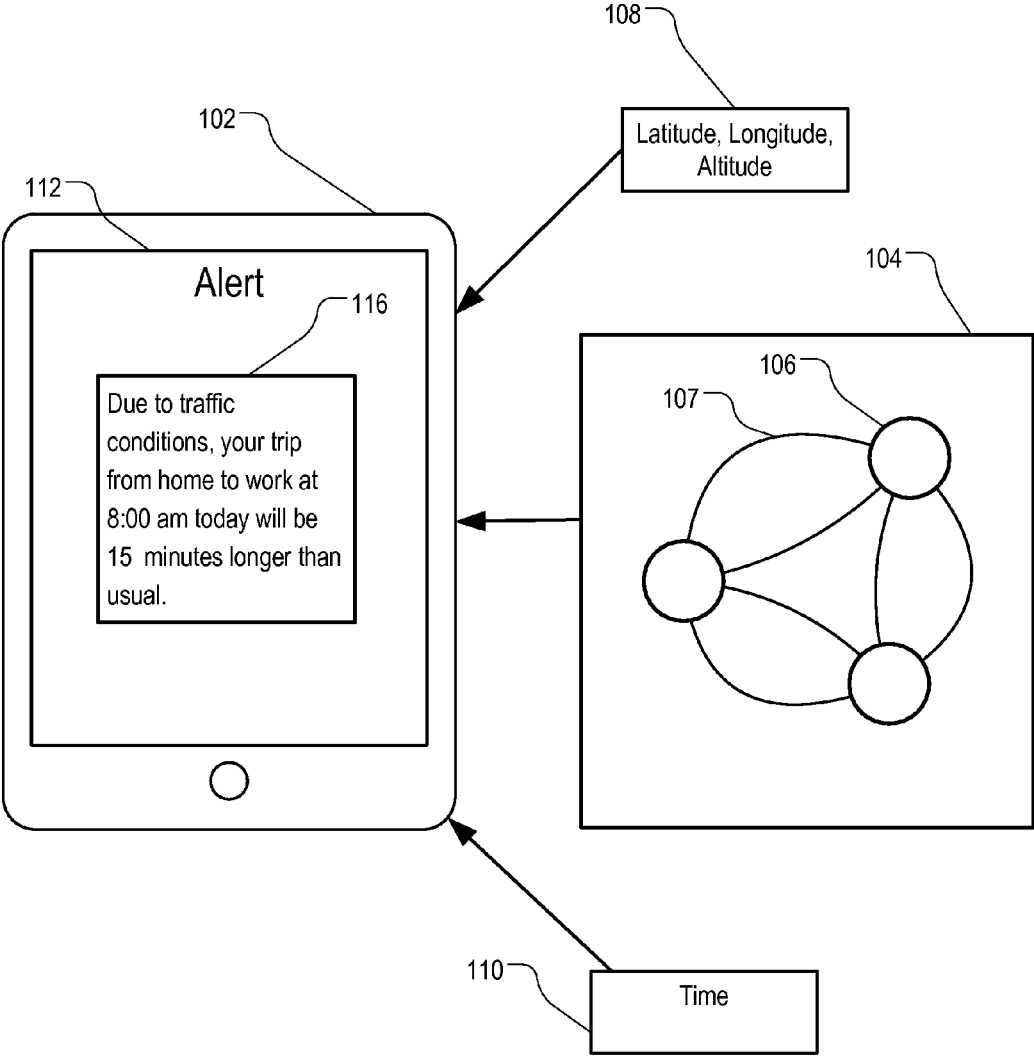 108
Latitude, Longitude,
Altitude
102
112
Alert
116
Due to traffic
conditions, your trip
from home to work at
8:00 am today will be
15 minutes longer than
usual.
104
106
107
110
Time